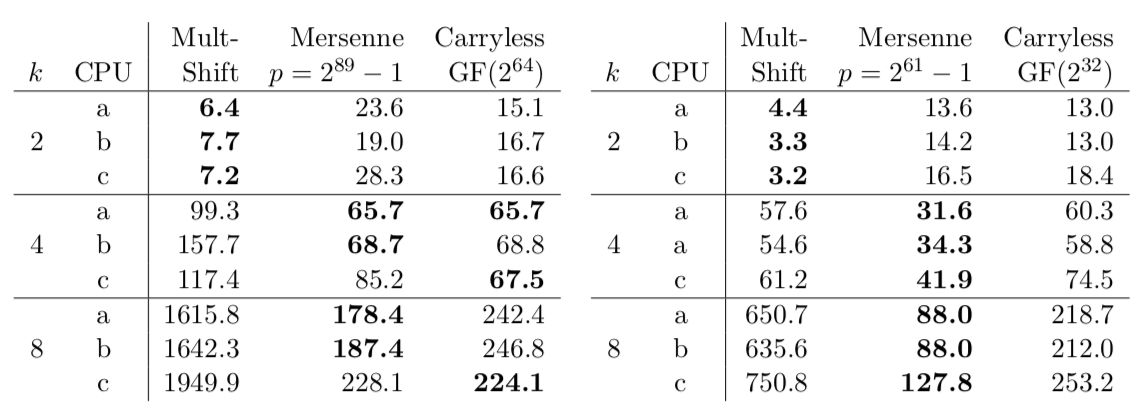 Mult- Mersenne Carryless Mult- Mersenne Carryless
k CPU Shift p = 2^89 − 1 GF(2^64) k CPU Shift p = 2^61 − 1 GF(2^32)
a 6.4 23.6 15.1 a 4.4 13.6 13.0
2 b 7.7 19.0 16.7 2 b 3.3 14.2 13.0
c 7.2 28.3 16.6 c 3.2 16.5 18.4
a 99.3 65.7 65.7 a 57.6 31.6 60.3
4 b 157.7 68.7 68.8 4 a 54.6 34.3 58.8
c 117.4 85.2 67.5 c 61.2 41.9 74.5
a 1615.8 178.4 242.4 a 650.7 88.0 218.7
8 b 1642.3 187.4 246.8 8 b 635.6 88.0 212.0
c 1949.9 228.1 224.1 c 750.8 127.8 253.2